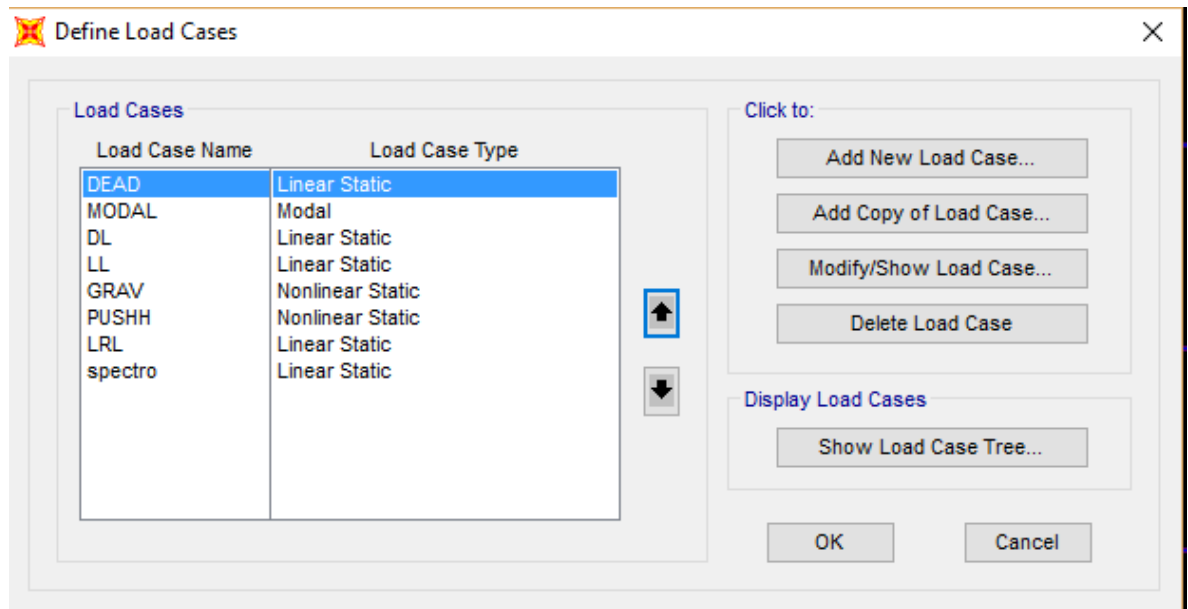 Define Load Cases
Load Cases
Load Case Name Load Case Type
DEAD Linear Static
MODAL Modal
DL Linear Static
LL Linear Static
GRAV Nonlinear Static
PUSHH Nonlinear Static
LRL Linear Static
spectro Linear Static
Click to:
Add New Load Case...
Add Copy of Load Case...
Modify/Show Load Case...
Delete Load Case
Display Load Cases
Show Load Case Tree...
OK Cancel